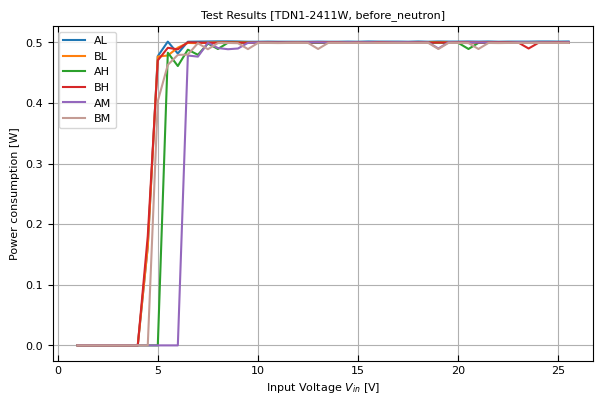 Test Results [TDN1-2411W, before_neutron]
AL
BL
AH
BH
AM
BM
Power consumption [W]
0.5
0.4
0.3
0.2
0.1
0.0
0 5 10 15 20 25
Input Voltage V_in [V]